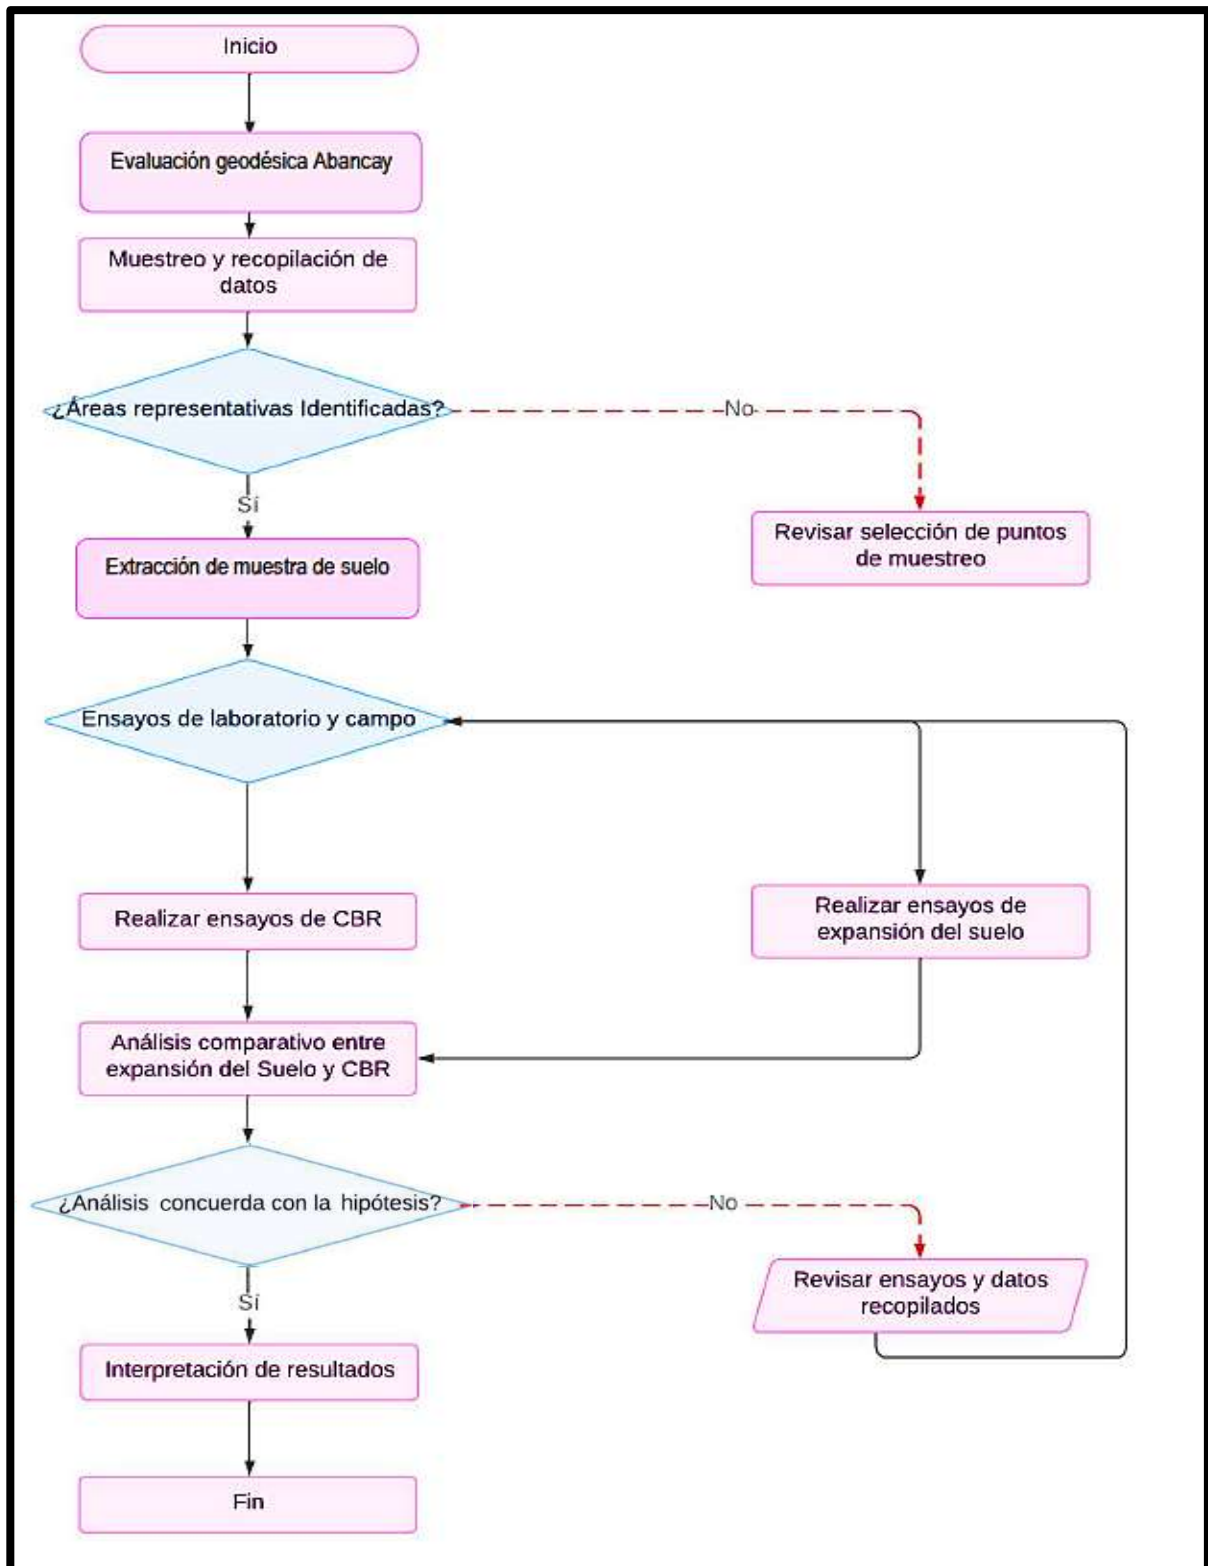 Inicio
Evaluación geodésica Abancay
Muestreo y recopilación de
datos
¿Áreas representativas Identificadas?
No
Sí
Revisar selección de puntos
de muestreo
Extracción de muestra de suelo
Ensayos de laboratorio y campo
Realizar ensayos de CBR
Realizar ensayos de
expansión del suelo
Análisis comparativo entre
expansión del Suelo y CBR
¿Análisis concuerda con la hipótesis?
No
Sí
Revisar ensayos y datos
recopilados
Interpretación de resultados
Fin